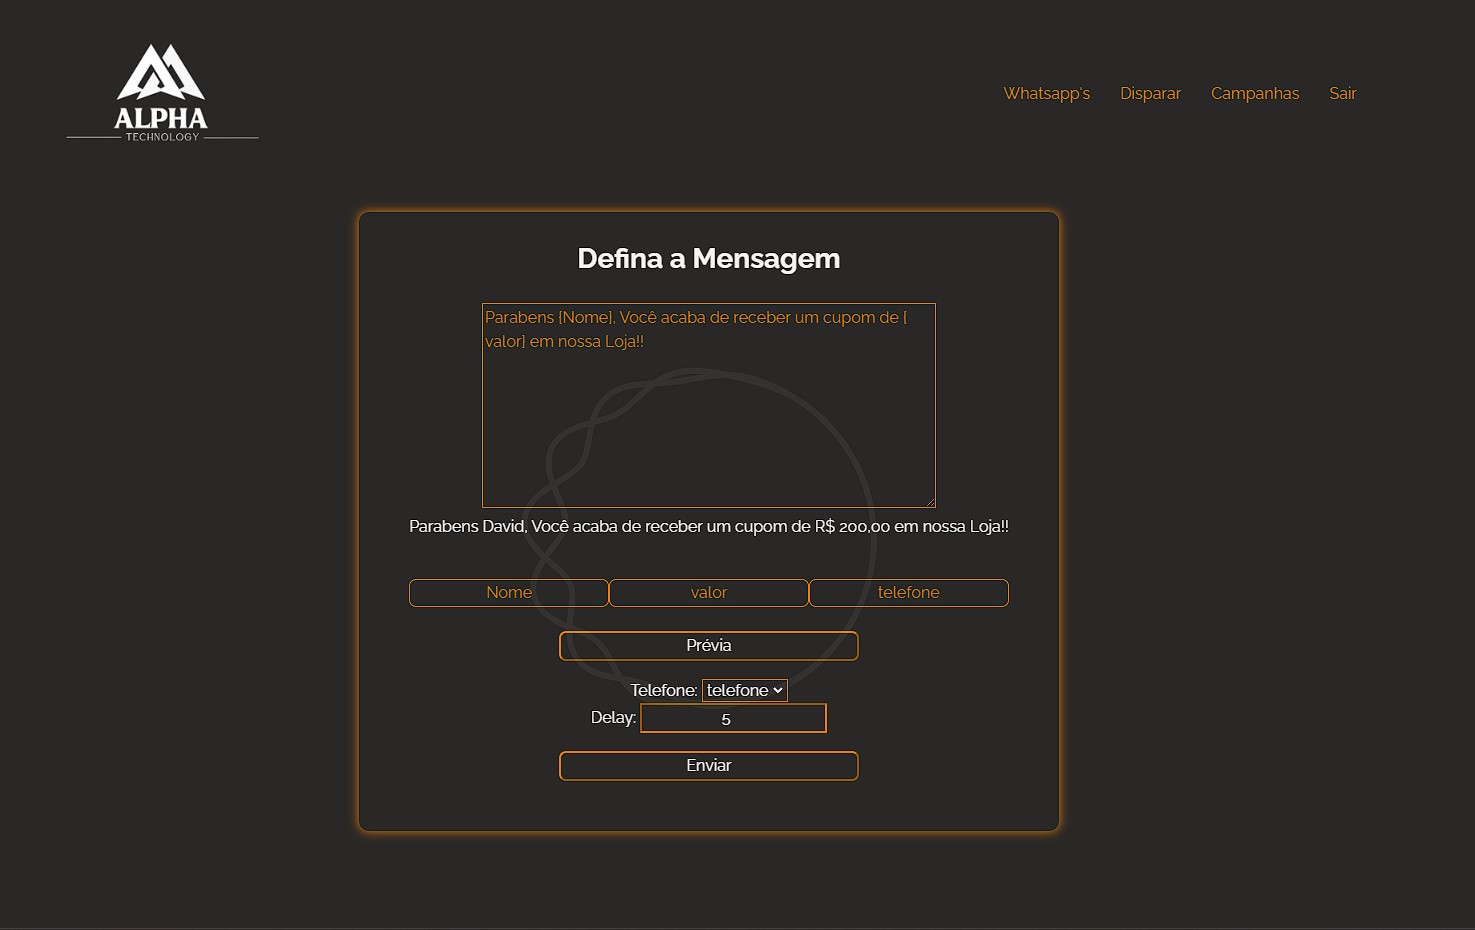 ALPHA
TECHNOLOGY
Whatsapp's Disparar Campanhas Sair
Defina a Mensagem
Parabens {Nome}, Você acaba de receber um cupom de {
valor} em nossa Loja!!
Parabens David, Você acaba de receber um cupom de R$ 200,00 em nossa Loja!!
Nome valor telefone
Prévia
Telefone: telefone
Delay: 5
Enviar